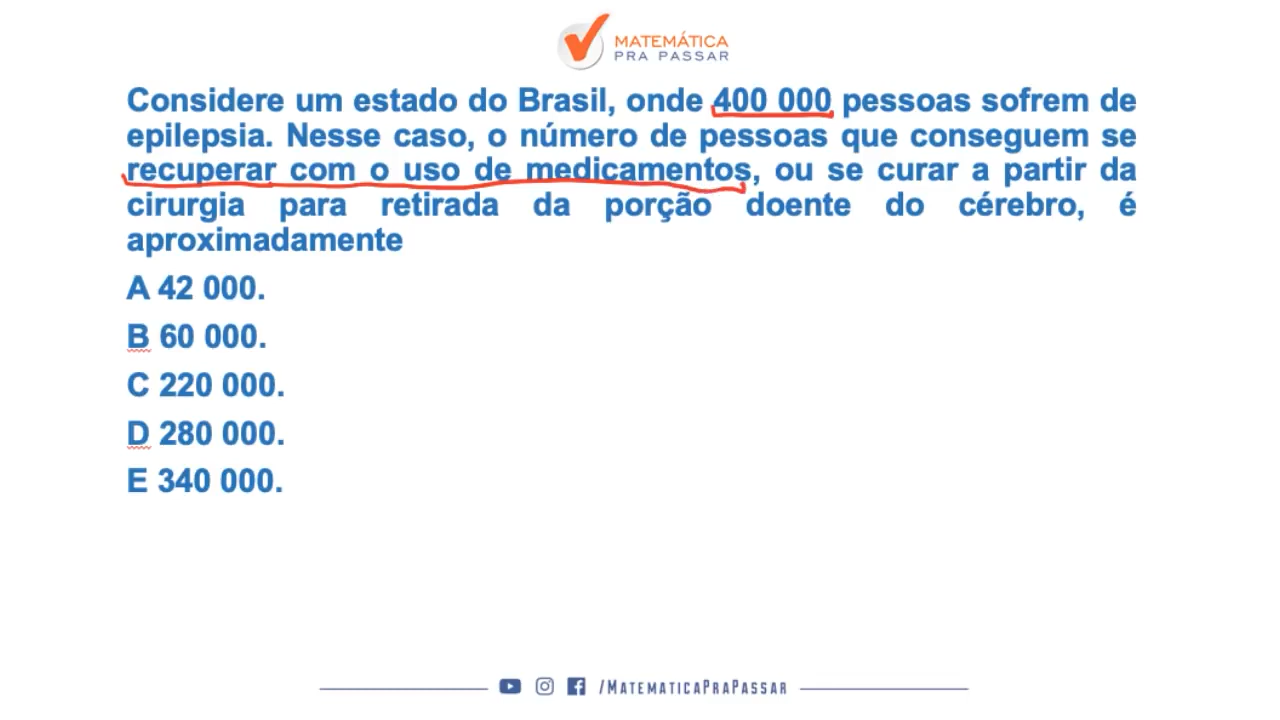 MATEMÁTICA
PRA PASSAR
Considere um estado do Brasil, onde 400 000 pessoas sofrem de
epilepsia. Nesse caso, o número de pessoas que conseguem se
recuperar com o uso de medicamentos, ou se curar a partir da
cirurgia para retirada da porção doente do cérebro, é
aproximadamente
A 42 000.
B 60 000.
C 220 000.
D 280 000.
E 340 000.
/MATEMATICAPRAPASSAR